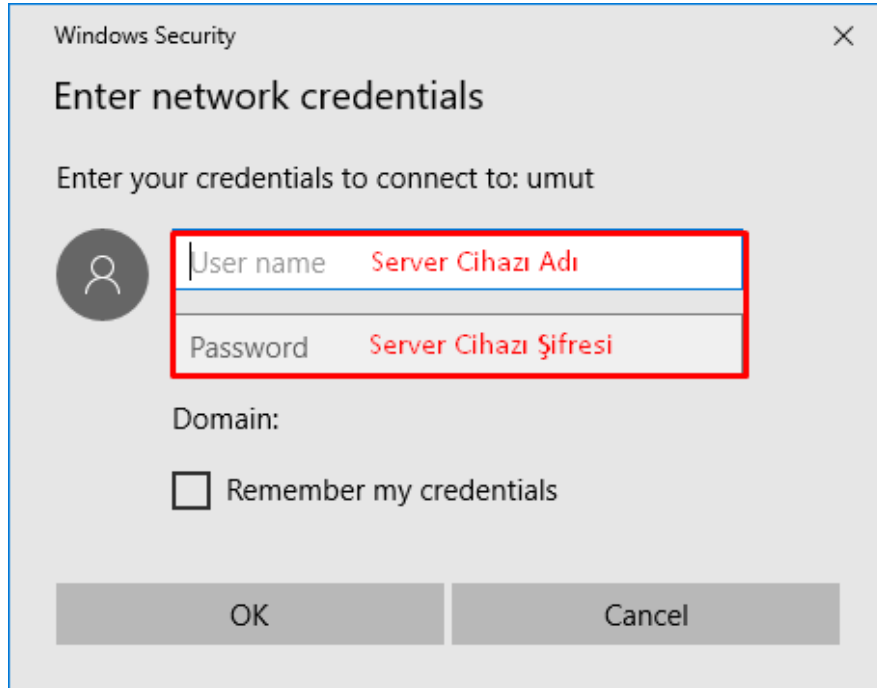 Windows Security
Enter network credentials
Enter your credentials to connect to: umut
User name Server Cihazı Adı
Password Server Cihazı Şifresi
Domain:
Remember my credentials
OK Cancel